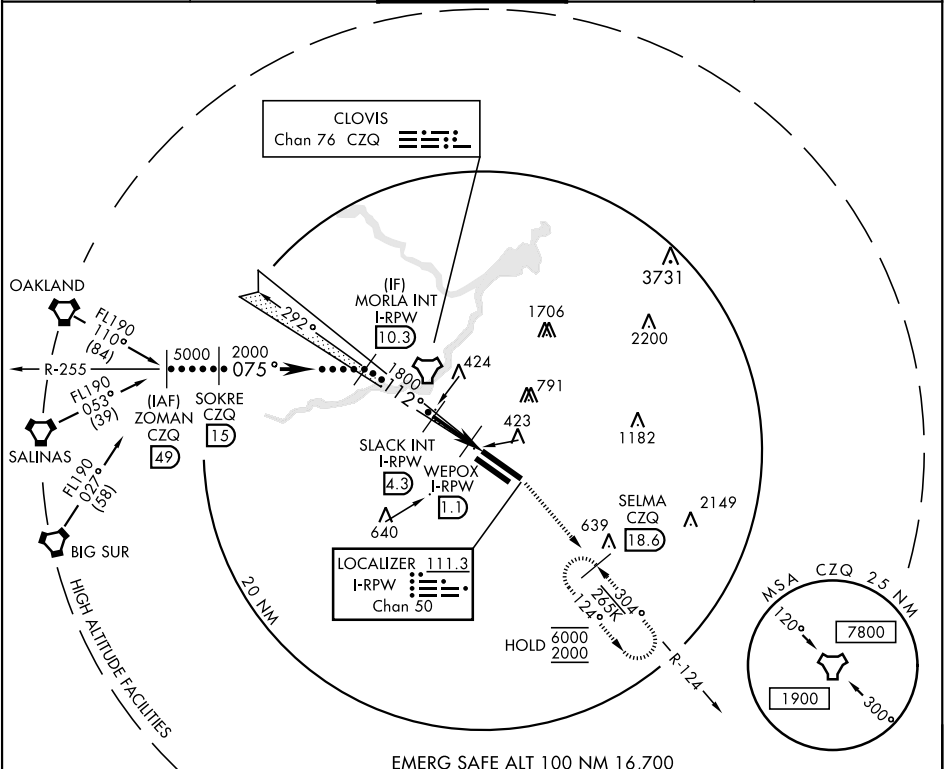 CLOVIS
Chan 76 CZQ
3731
OAKLAND
FL190
110°
(84)
(IF)
MORLA INT
I-RPW
10.3
292°
1706
2200
R-255
5000
2000
075°
1800
112°
424
FL190
053°
(39)
(IAF)
ZOMAN
CZQ
49
SOKRE
CZQ
15
791
423
1182
SALINAS
SLACK INT
I-RPW
4.3
WEPOX
I-RPW
1.1
FL190
027°
(58)
640
SELMA
CZQ
18.6
2149
639
BIG SUR
LOCALIZER 111.3
I-RPW
Chan 50
20 NM
304°
265K
124°
HOLD 6000
2000
R-124
HIGH ALTITUDE FACILITIES
MSA CZQ 25 NM
120°
7800
1900
300°
EMERG SAFE ALT 100 NM 16,700